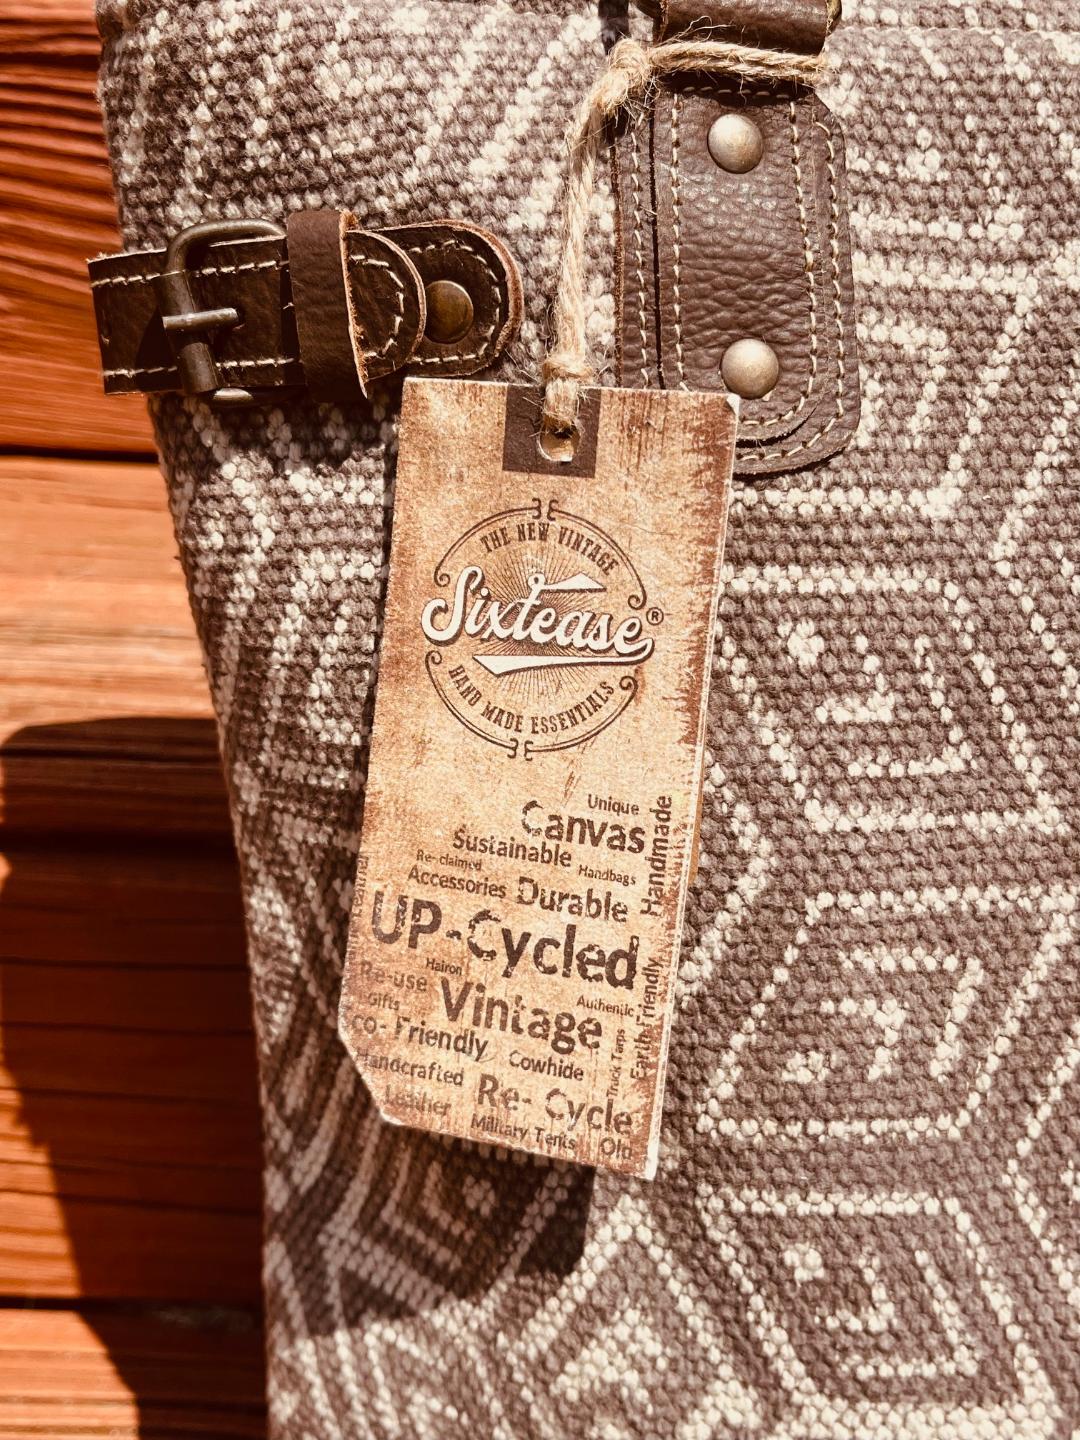 THE NEW VINTAGE
Sixtease®
HAND MADE ESSENTIALS
Unique
Canvas
Handmade
Sustainable
Re-claimed
Handbags
Accessories
Durable
UP-Cycled
Hairon
Re-use
Vintage
Authentic
Gifts
Earth-Friendly
co-Friendly
Cowhide
Truck Tarps
Handcrafted
Re-Cycle
Leather
Military Tents
Old